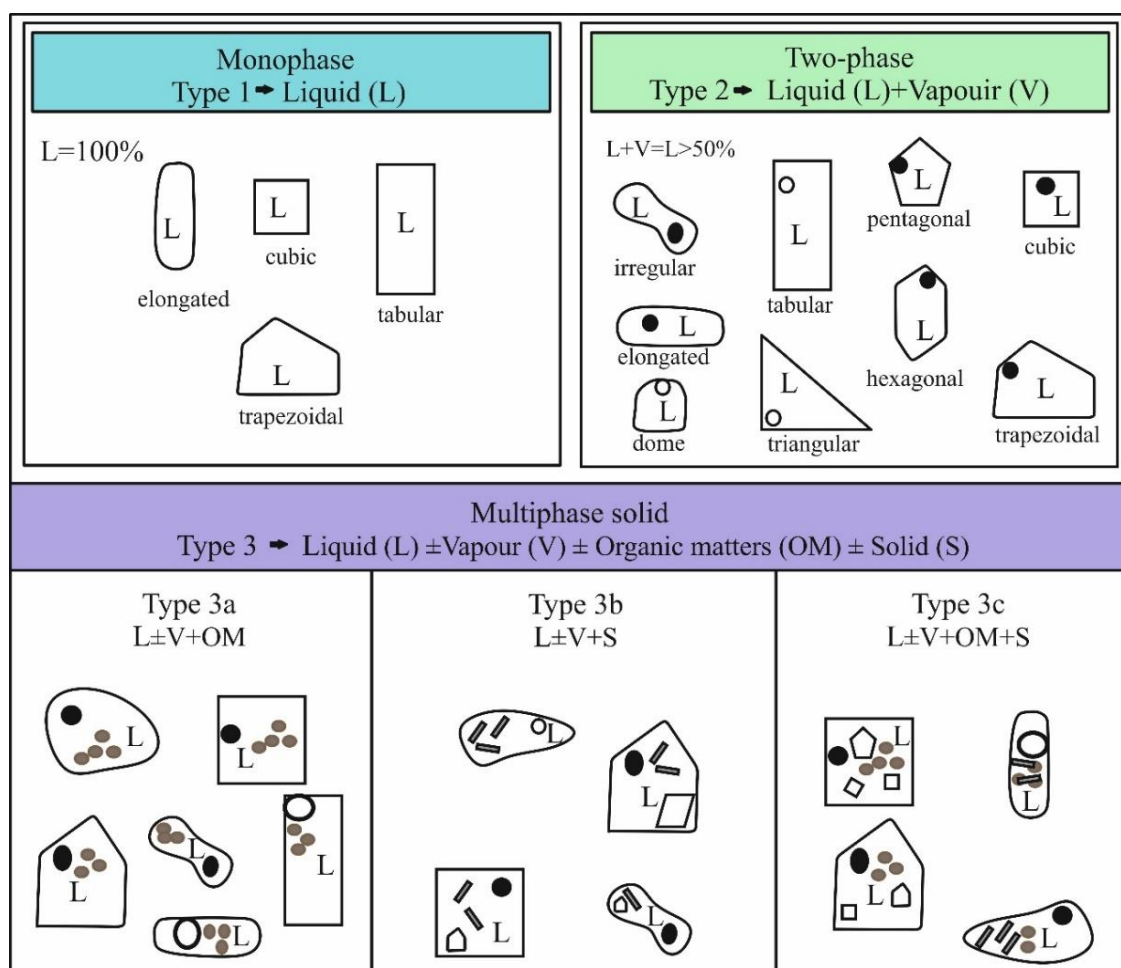 Monophase
Type 1➡ Liquid (L)
L=100%
L
elongated
L
cubic
L
tabular
L
trapezoidal
Two-phase
Type 2➡ Liquid (L)+Vapouir (V)
L+V=L>50%
L
irregular
L
tabular
L
pentagonal
L
cubic
L
elongated
L
dome
L
triangular
L
hexagonal
L
trapezoidal
Multiphase solid
Type 3 ➡ Liquid (L) ±Vapour (V) ± Organic matters (OM) ± Solid (S)
Type 3a
L±V+OM
L
L
L
L
L
L
Type 3b
L±V+S
L
L
L
L
Type 3c
L±V+OM+S
L
L
L
L